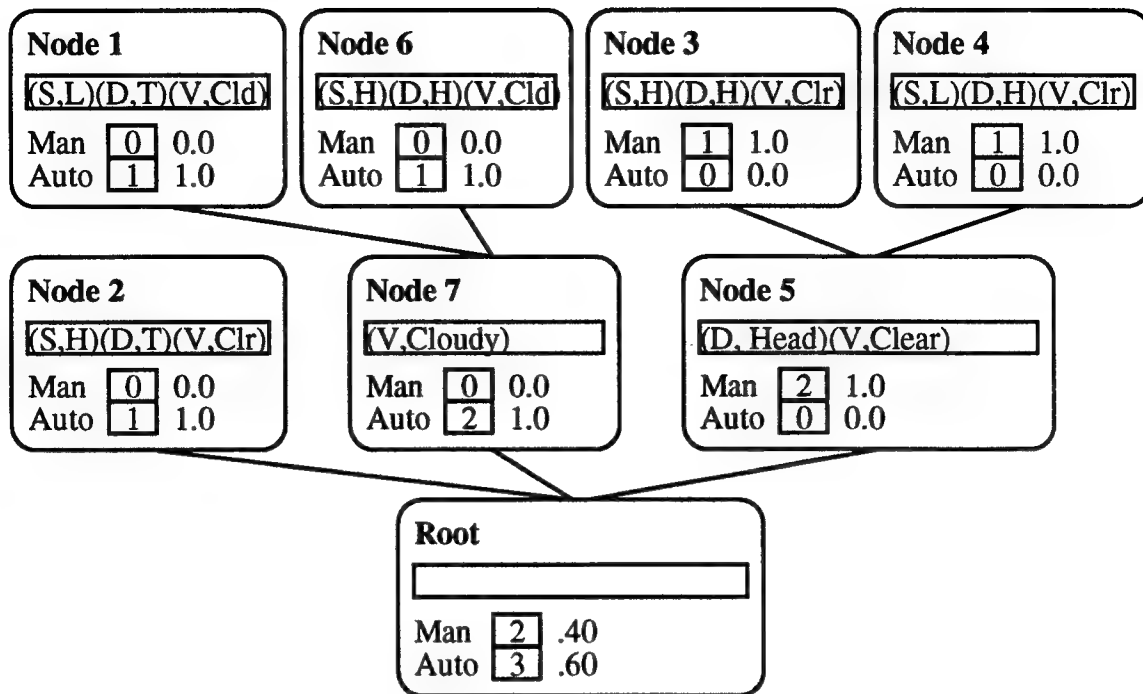 Node 1
(S,L)(D,T)(V,Cld)
Man 0 0.0
Auto 1 1.0
Node 6
(S,H)(D,H)(V,Cld)
Man 0 0.0
Auto 1 1.0
Node 3
(S,H)(D,H)(V,Clr)
Man 1 1.0
Auto 0 0.0
Node 4
(S,L)(D,H)(V,Clr)
Man 1 1.0
Auto 0 0.0
Node 2
(S,H)(D,T)(V,Clr)
Man 0 0.0
Auto 1 1.0
Node 7
(V,Cloudy)
Man 0 0.0
Auto 2 1.0
Node 5
(D, Head)(V,Clear)
Man 2 1.0
Auto 0 0.0
Root
Man 2 .40
Auto 3 .60